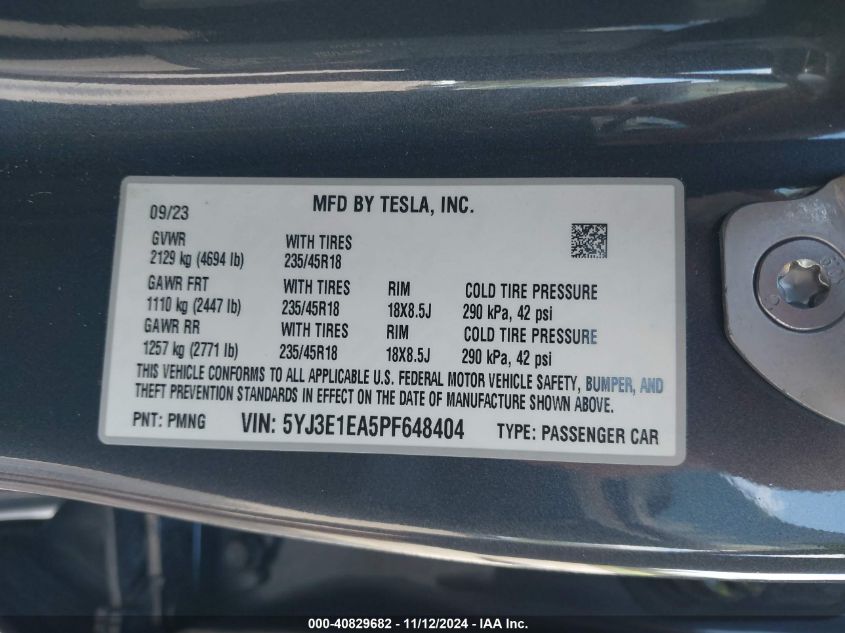 09/23 MFD BY TESLA, INC.
GVWR WITH TIRES
2129 kg (4694 lb) 235/45R18
GAWR FRT WITH TIRES RIM COLD TIRE PRESSURE
1110 kg (2447 lb) 235/45R18 18X8.5J 290 kPa, 42 psi
GAWR RR WITH TIRES RIM COLD TIRE PRESSURE
1257 kg (2771 lb) 235/45R18 18X8.5J 290 kPa, 42 psi
THIS VEHICLE CONFORMS TO ALL APPLICABLE U.S. FEDERAL MOTOR VEHICLE SAFETY, BUMPER, AND
THEFT PREVENTION STANDARDS IN EFFECT ON THE DATE OF MANUFACTURE SHOWN ABOVE.
PNT: PMNG VIN: 5YJ3E1EA5PF648404 TYPE: PASSENGER CAR
000-40829682 - 11/12/2024 - IAA Inc.